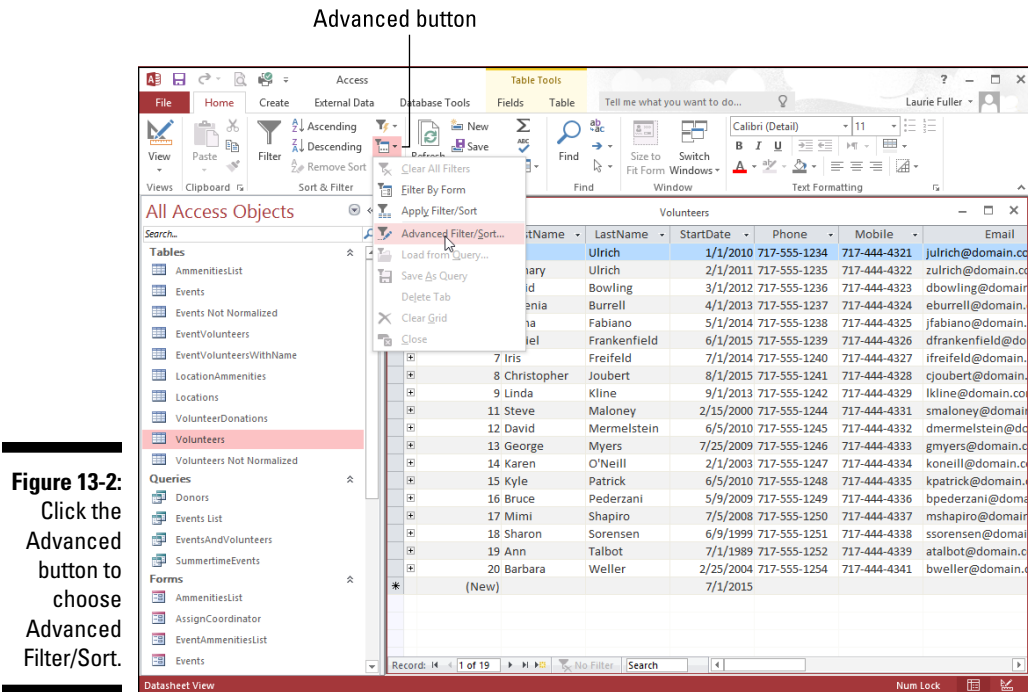 Advanced button
Access
Table Tools
File Home Create External Data Database Tools Fields Table Tell me what you want to do... Laurie Fuller
View
Paste
Filter
Ascending
Descending
Remove Sort
New
Save
Find
Size to Fit Form
Switch Windows
Calibri (Detail) 11
Views Clipboard Sort & Filter Find Window Text Formatting
Clear All Filters
Filter By Form
Apply Filter/Sort
Advanced Filter/Sort...
Load from Query...
Save As Query
Delete Tab
Clear Grid
Close
All Access Objects
Search...
Tables
AmmenitiesList
Events
Events Not Normalized
EventVolunteers
EventVolunteersWithName
LocationAmmenities
Locations
VolunteerDonations
Volunteers
Volunteers Not Normalized
Queries
Donors
Events List
EventsAndVolunteers
SummertimeEvents
Forms
AmmenitiesList
AssignCoordinator
EventAmmenitiesList
Events
Volunteers
stName LastName StartDate Phone Mobile Email
Ulrich 1/1/2010 717-555-1234 717-444-4321 julrich@domain.co
hary Ulrich 2/1/2011 717-555-1235 717-444-4322 zulrich@domain.co
id Bowling 3/1/2012 717-555-1236 717-444-4323 dbowling@domair
enia Burrell 4/1/2013 717-555-1237 717-444-4324 eburrell@domain.
na Fabiano 5/1/2014 717-555-1238 717-444-4325 jfabiano@domain.
iel Frankenfield 6/1/2015 717-555-1239 717-444-4326 dfrankenfield@do
7 Iris Freifeld 7/1/2014 717-555-1240 717-444-4327 ifreifeld@domain.
8 Christopher Joubert 8/1/2015 717-555-1241 717-444-4328 cjoubert@domain.
9 Linda Kline 9/1/2013 717-555-1242 717-444-4329 lkline@domain.co
11 Steve Maloney 2/15/2000 717-555-1244 717-444-4331 smaloney@domai
12 David Mermelstein 6/5/2010 717-555-1245 717-444-4332 dmermelstein@dc
13 George Myers 7/25/2009 717-555-1246 717-444-4333 gmyers@domain.c
14 Karen O'Neill 2/1/2003 717-555-1247 717-444-4334 koneill@domain.co
15 Kyle Patrick 6/5/2010 717-555-1248 717-444-4335 kpatrick@domain.
16 Bruce Pederzani 5/9/2009 717-555-1249 717-444-4336 bpederzani@doma
17 Mimi Shapiro 7/5/2008 717-555-1250 717-444-4337 mshapiro@domair
18 Sharon Sorensen 6/9/1999 717-555-1251 717-444-4338 ssorensen@domai
19 Ann Talbot 7/1/1989 717-555-1252 717-444-4339 atalbot@domain.c
20 Barbara Weller 2/25/2004 717-555-1254 717-444-4341 bweller@domain.
(New) 7/1/2015
Record: 1 of 19 No Filter Search
Datasheet View Num Lock
Figure 13-2:
Click the
Advanced
button to
choose
Advanced
Filter/Sort.